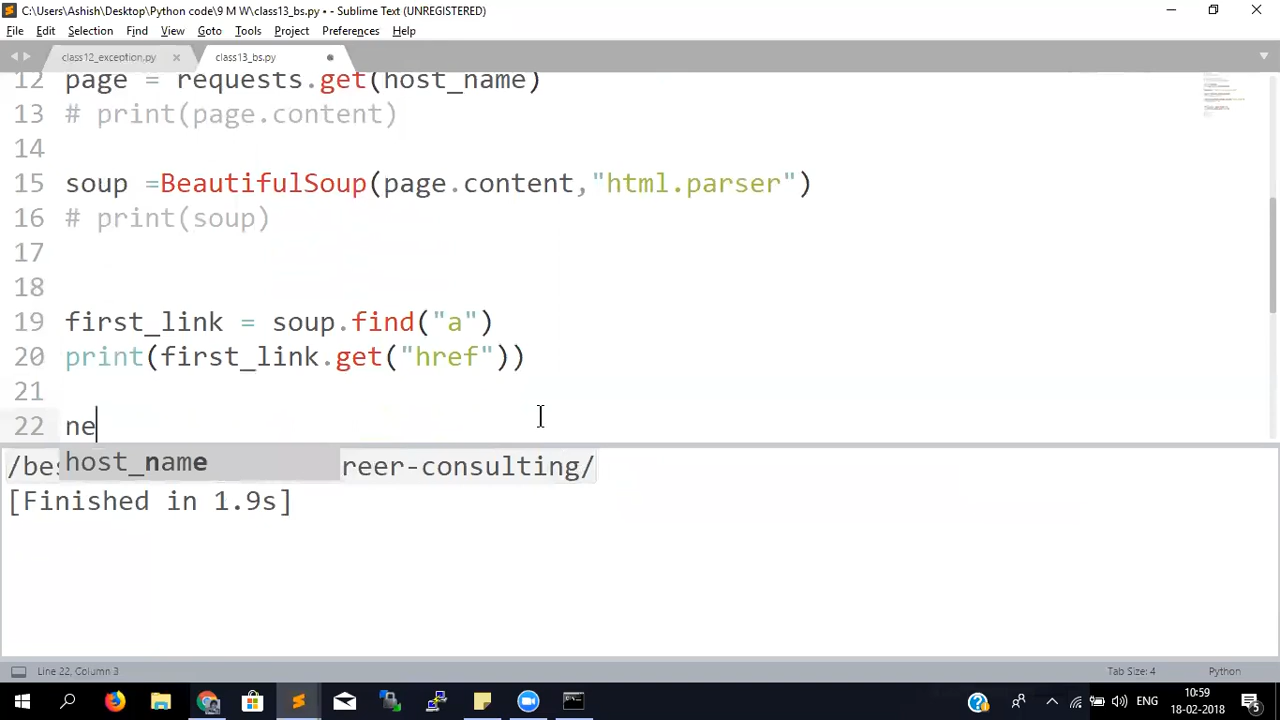 C:\Users\Ashish\Desktop\Python code\9 M W\class13_bs.py • - Sublime Text (UNREGISTERED)
File Edit Selection Find View Goto Tools Project Preferences Help
class12_exception.py class13_bs.py
12 page = requests.get(host_name)
13 # print(page.content)
14
15 soup =BeautifulSoup(page.content,"html.parser")
16 # print(soup)
17
18
19 first_link = soup.find("a")
20 print(first_link.get("href"))
21
22 ne
host_name
/bes reer-consulting/
[Finished in 1.9s]
Line 22, Column 3 Tab Size: 4 Python
ENG 10:59
18-02-2018 5